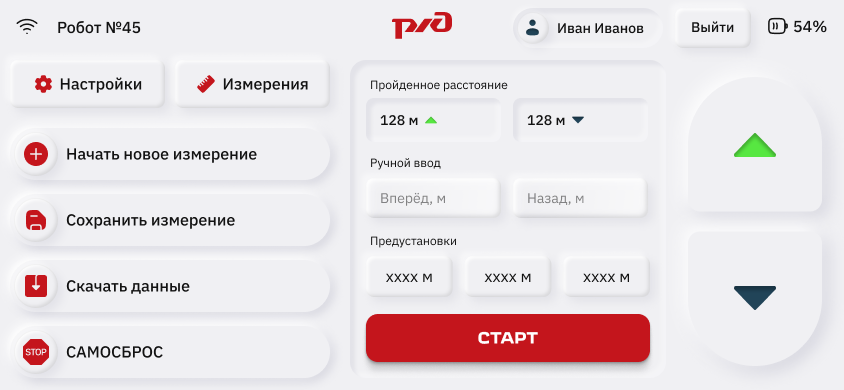 Робот №45
ржд
Иван Иванов
Выйти
54%
Настройки
Измерения
Начать новое измерение
Сохранить измерение
Скачать данные
STOP
САМОСБРОС
Пройденное расстояние
128 м
128 м
Ручной ввод
Вперёд, м
Назад, м
Предустановки
хххх м
хххх м
хххх м
СТАРТ